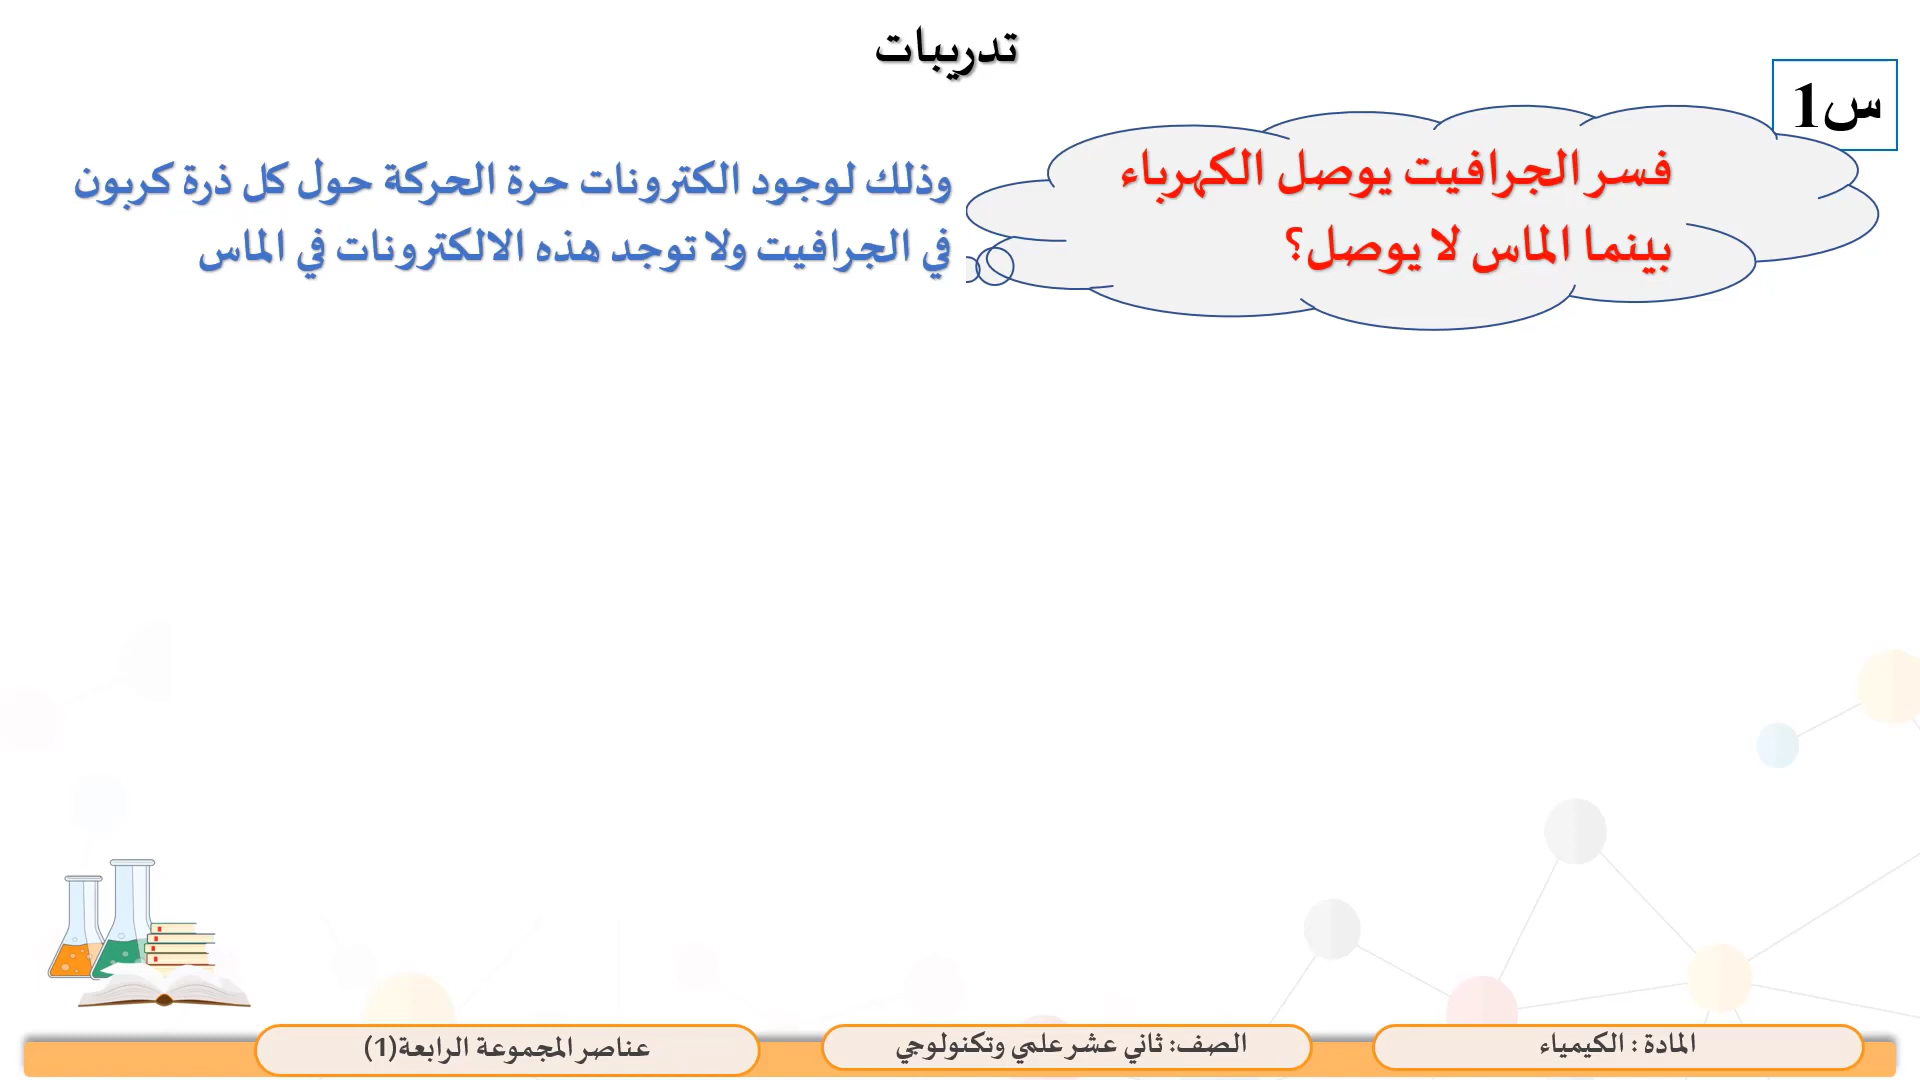 تدريبات
س1
فسر الجرافيت يوصل الكهرباء
بينما الماس لا يوصل؟
وذلك لوجود الكترونات حرة الحركة حول كل ذرة كربون
في الجرافيت ولا توجد هذه الالكترونات في الماس
المادة : الكيمياء
الصف: ثاني عشر علمي وتكنولوجي
عناصر المجموعة الرابعة(1)